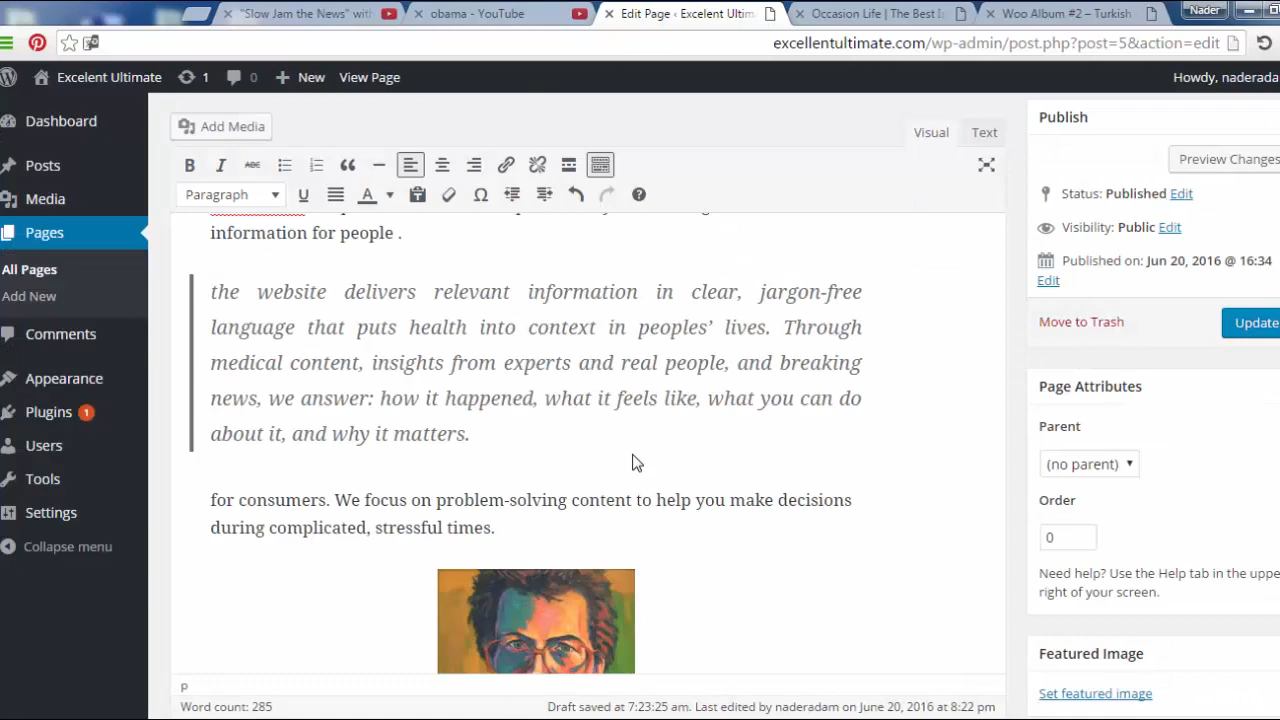 Nader
"Slow Jam the News" with
obama - YouTube
Edit Page ‹ Excelent Ultim
Occasion Life | The Best I
Woo Album #2 – Turkish
excellentultimate.com/wp-admin/post.php?post=5&action=edit
Excelent Ultimate 1 0 New View Page Howdy, naderada
Dashboard
Posts
Media
Pages
All Pages
Add New
Comments
Appearance
Plugins 1
Users
Tools
Settings
Collapse menu
Add Media
Visual Text
B I ABC
Paragraph U A Ω
information for people .
the website delivers relevant information in clear, jargon-free
language that puts health into context in peoples’ lives. Through
medical content, insights from experts and real people, and breaking
news, we answer: how it happened, what it feels like, what you can do
about it, and why it matters.
for consumers. We focus on problem-solving content to help you make decisions
during complicated, stressful times.
p
Word count: 285 Draft saved at 7:23:25 am. Last edited by naderadam on June 20, 2016 at 8:22 pm
Publish
Preview Changes
Status: Published Edit
Visibility: Public Edit
Published on: Jun 20, 2016 @ 16:34
Edit
Move to Trash Update
Page Attributes
Parent
(no parent)
Order
0
Need help? Use the Help tab in the upper
right of your screen.
Featured Image
Set featured image